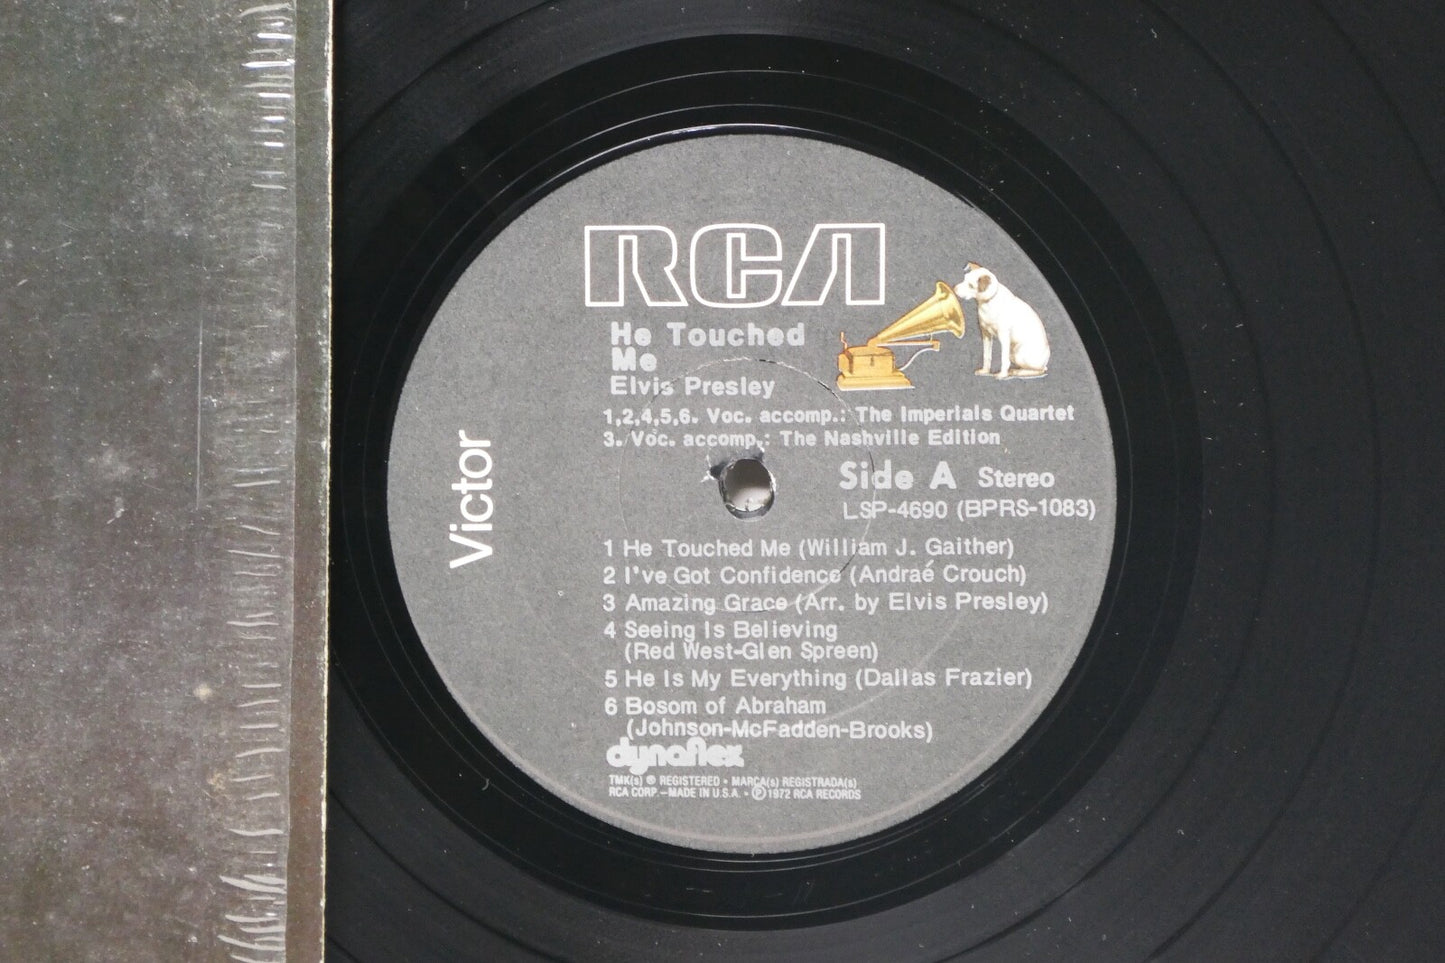 RCA
He Touched
Me
Elvis Presley
1,2,4,5,6. Voc. accomp.: The Imperials Quartet
3. Voc. accomp.: The Nashville Edition
Side A Stereo
LSP-4690 (BPRS-1083)
Victor
1 He Touched Me (William J. Gaither)
2 I've Got Confidence (Andraé Crouch)
3 Amazing Grace (Arr. by Elvis Presley)
4 Seeing Is Believing
(Red West-Glen Spreen)
5 He Is My Everything (Dallas Frazier)
6 Bosom of Abraham
(Johnson-McFadden-Brooks)
dynaflex
TMK(s) ® REGISTERED • MARCA(s) REGISTRADA(s)
RCA CORP.—MADE IN U.S.A. • ℗ 1972 RCA RECORDS